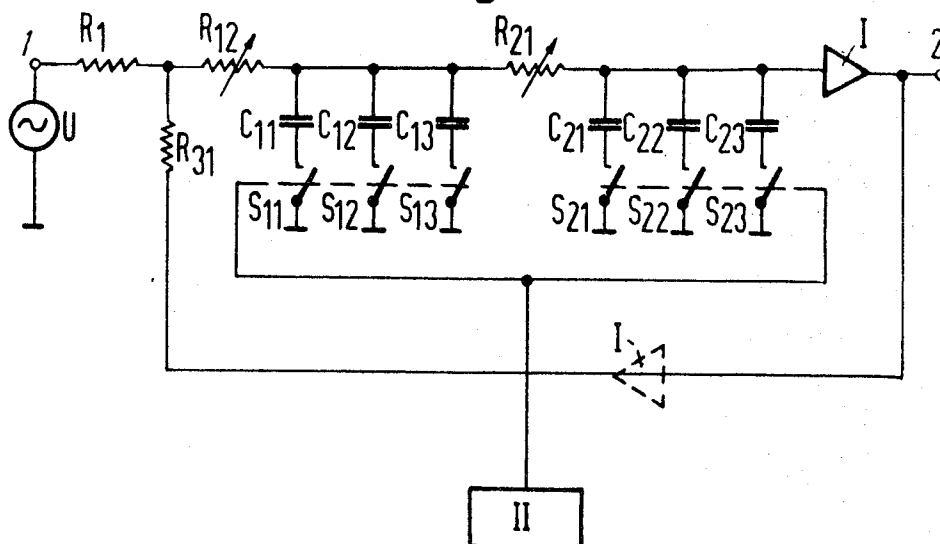 1 R1 R12 R21 I 2
U R31 C11 C12 C13 C21 C22 C23
S11 S12 S13 S21 S22 S23
I
II